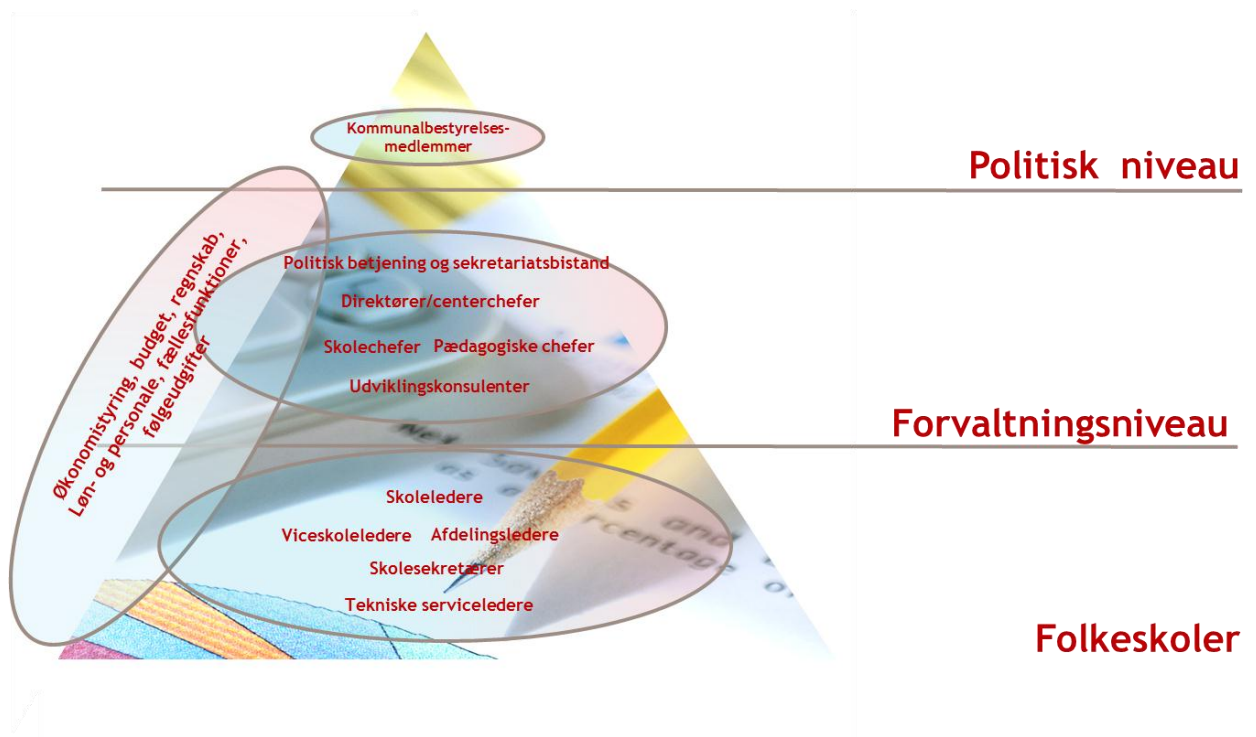 Kommunalbestyrelses-
medlemmer
Politisk niveau
Økonomistyring, budget, regnskab,
Løn- og personale, fællesfunktioner,
følgeudgifter
Politisk betjening og sekretariatsbistand
Direktører/centerchefer
Skolechefer Pædagogiske chefer
Udviklingskonsulenter
Forvaltningsniveau
Skoleledere
Viceskoleledere Afdelingsledere
Skolesekretærer
Tekniske serviceledere
Folkeskoler